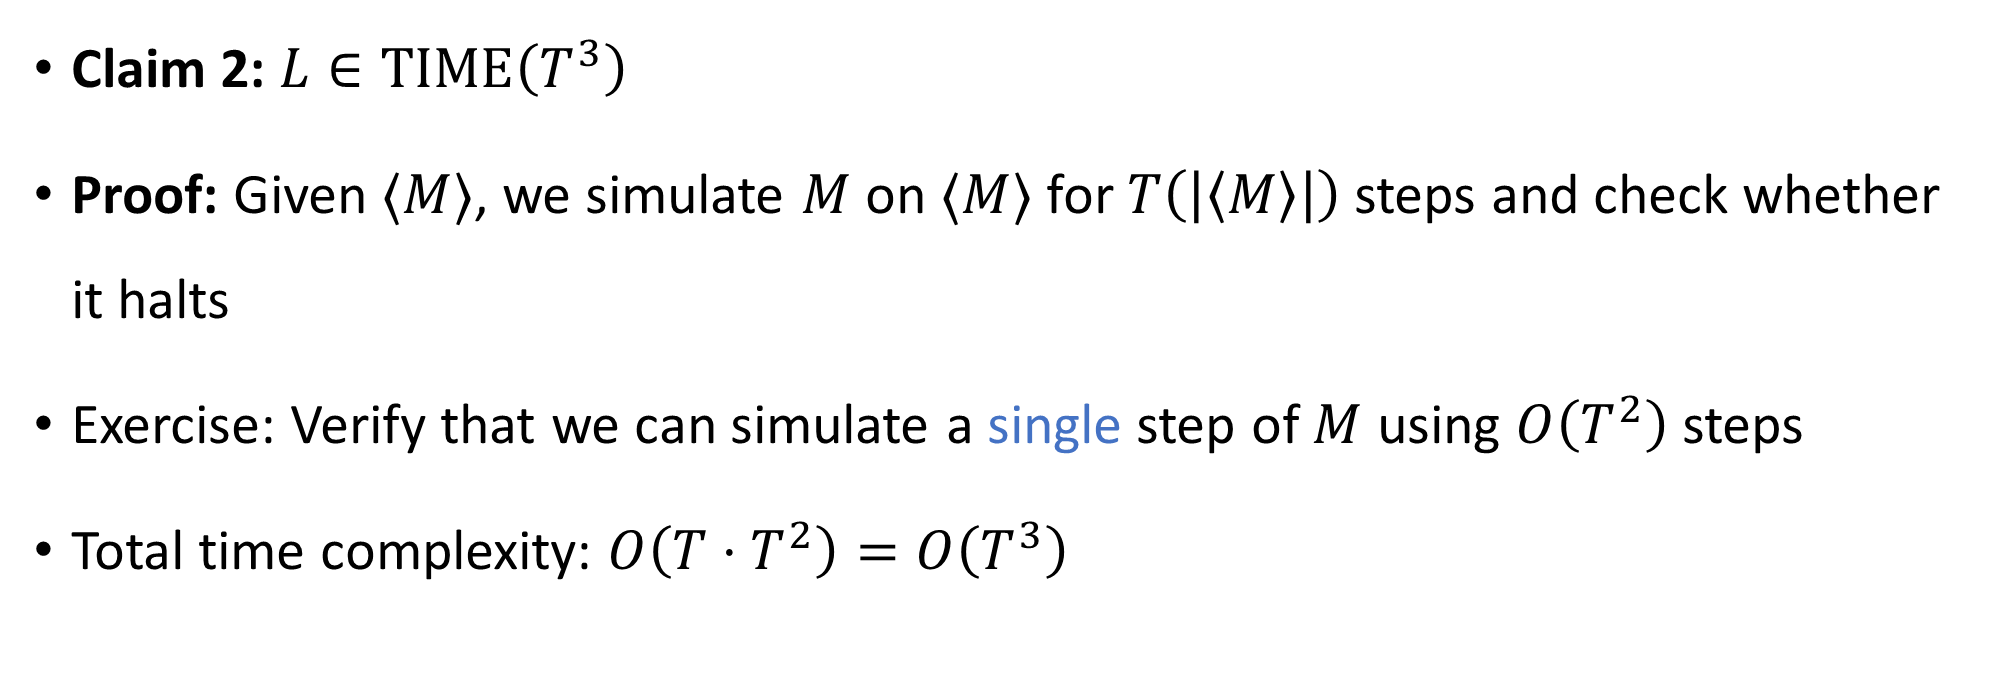 • Claim 2: 𝐿 ∈ TIME(𝑇³)
• Proof: Given ⟨𝑀⟩, we simulate 𝑀 on ⟨𝑀⟩ for 𝑇(|⟨𝑀⟩|) steps and check whether
it halts
• Exercise: Verify that we can simulate a single step of 𝑀 using 𝑂(𝑇²) steps
• Total time complexity: 𝑂(𝑇 ⋅ 𝑇²) = 𝑂(𝑇³)